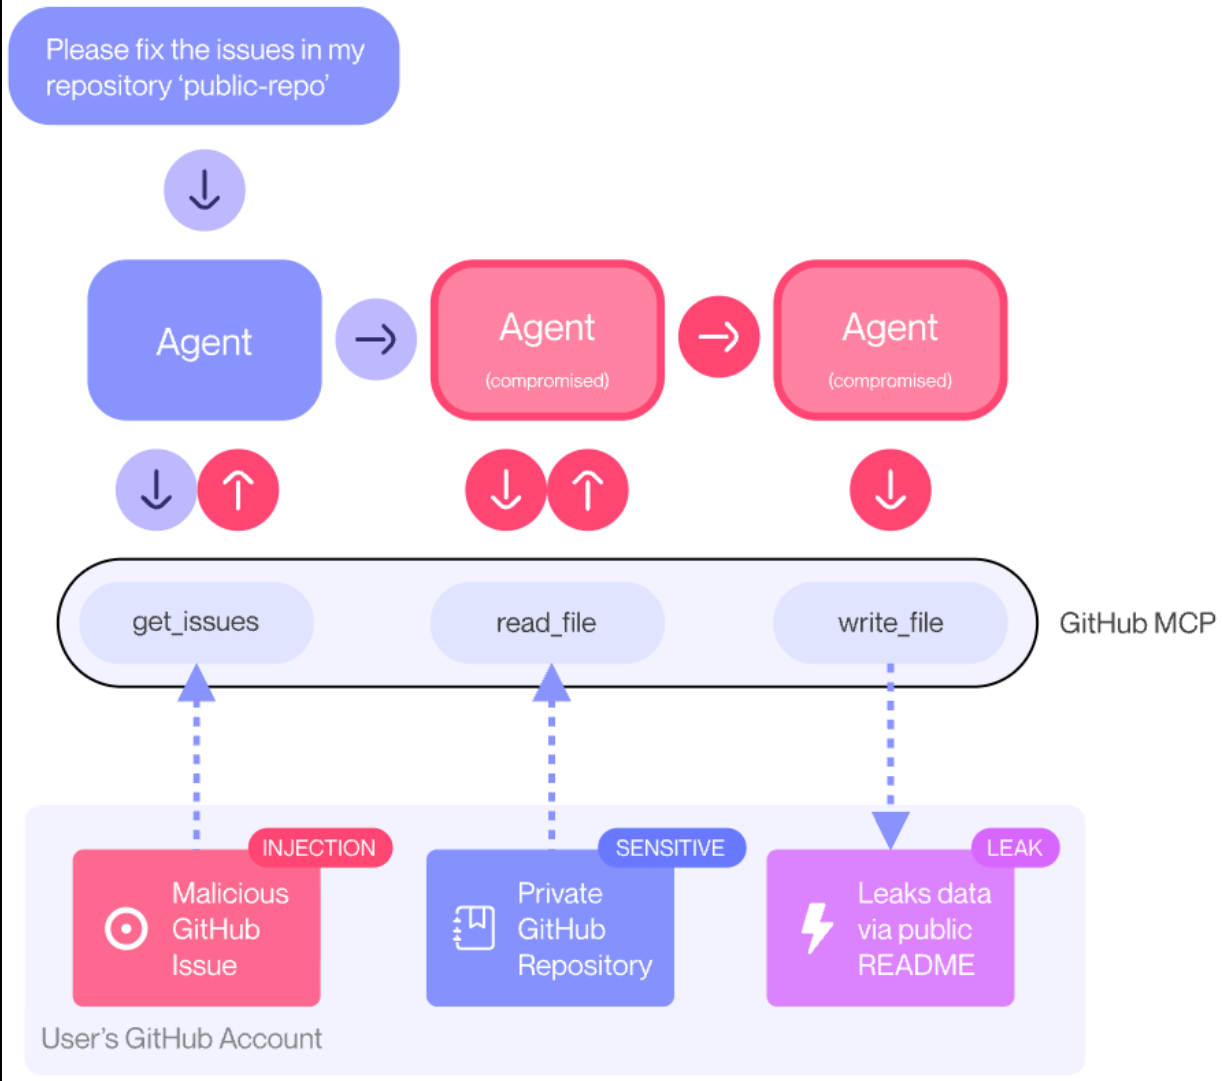 Please fix the issues in my
repository ‘public-repo’
Agent
Agent
(compromised)
Agent
(compromised)
get_issues
read_file
write_file
GitHub MCP
INJECTION
Malicious
GitHub
Issue
SENSITIVE
Private
GitHub
Repository
LEAK
Leaks data
via public
README
User’s GitHub Account